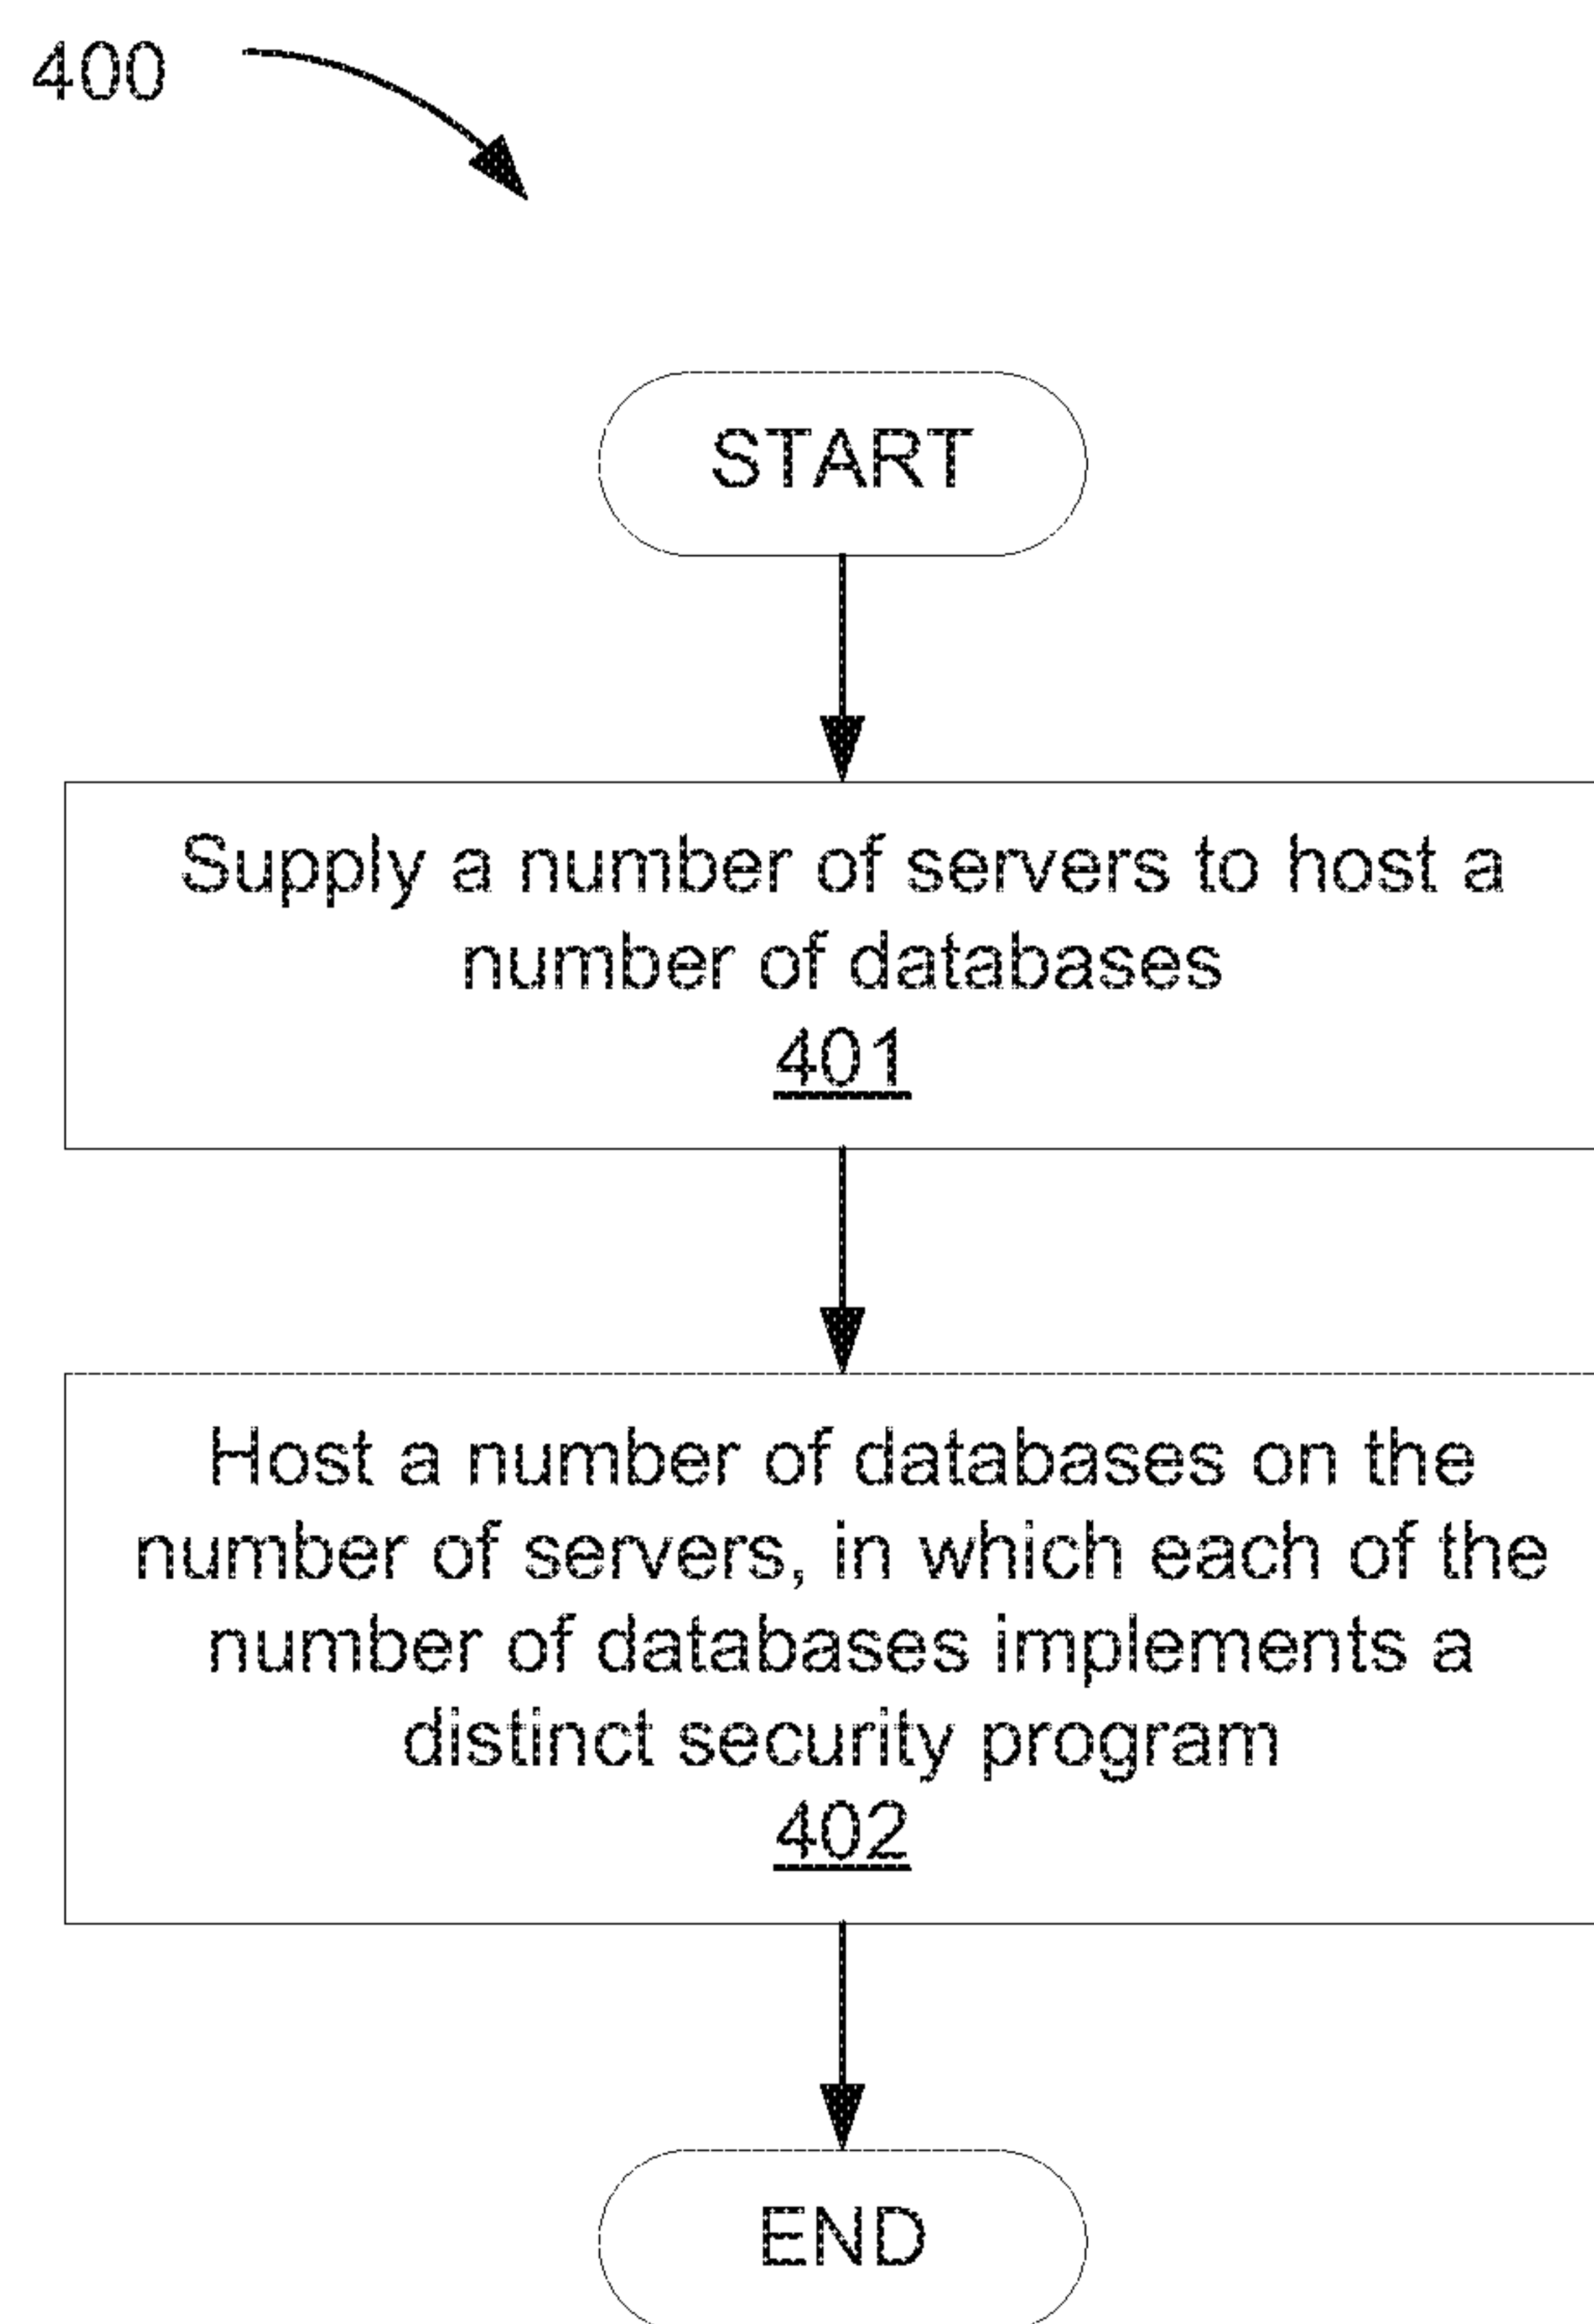 400
START
Supply a number of servers to host a
number of databases
401
Host a number of databases on the
number of servers, in which each of the
number of databases implements a
distinct security program
402
END